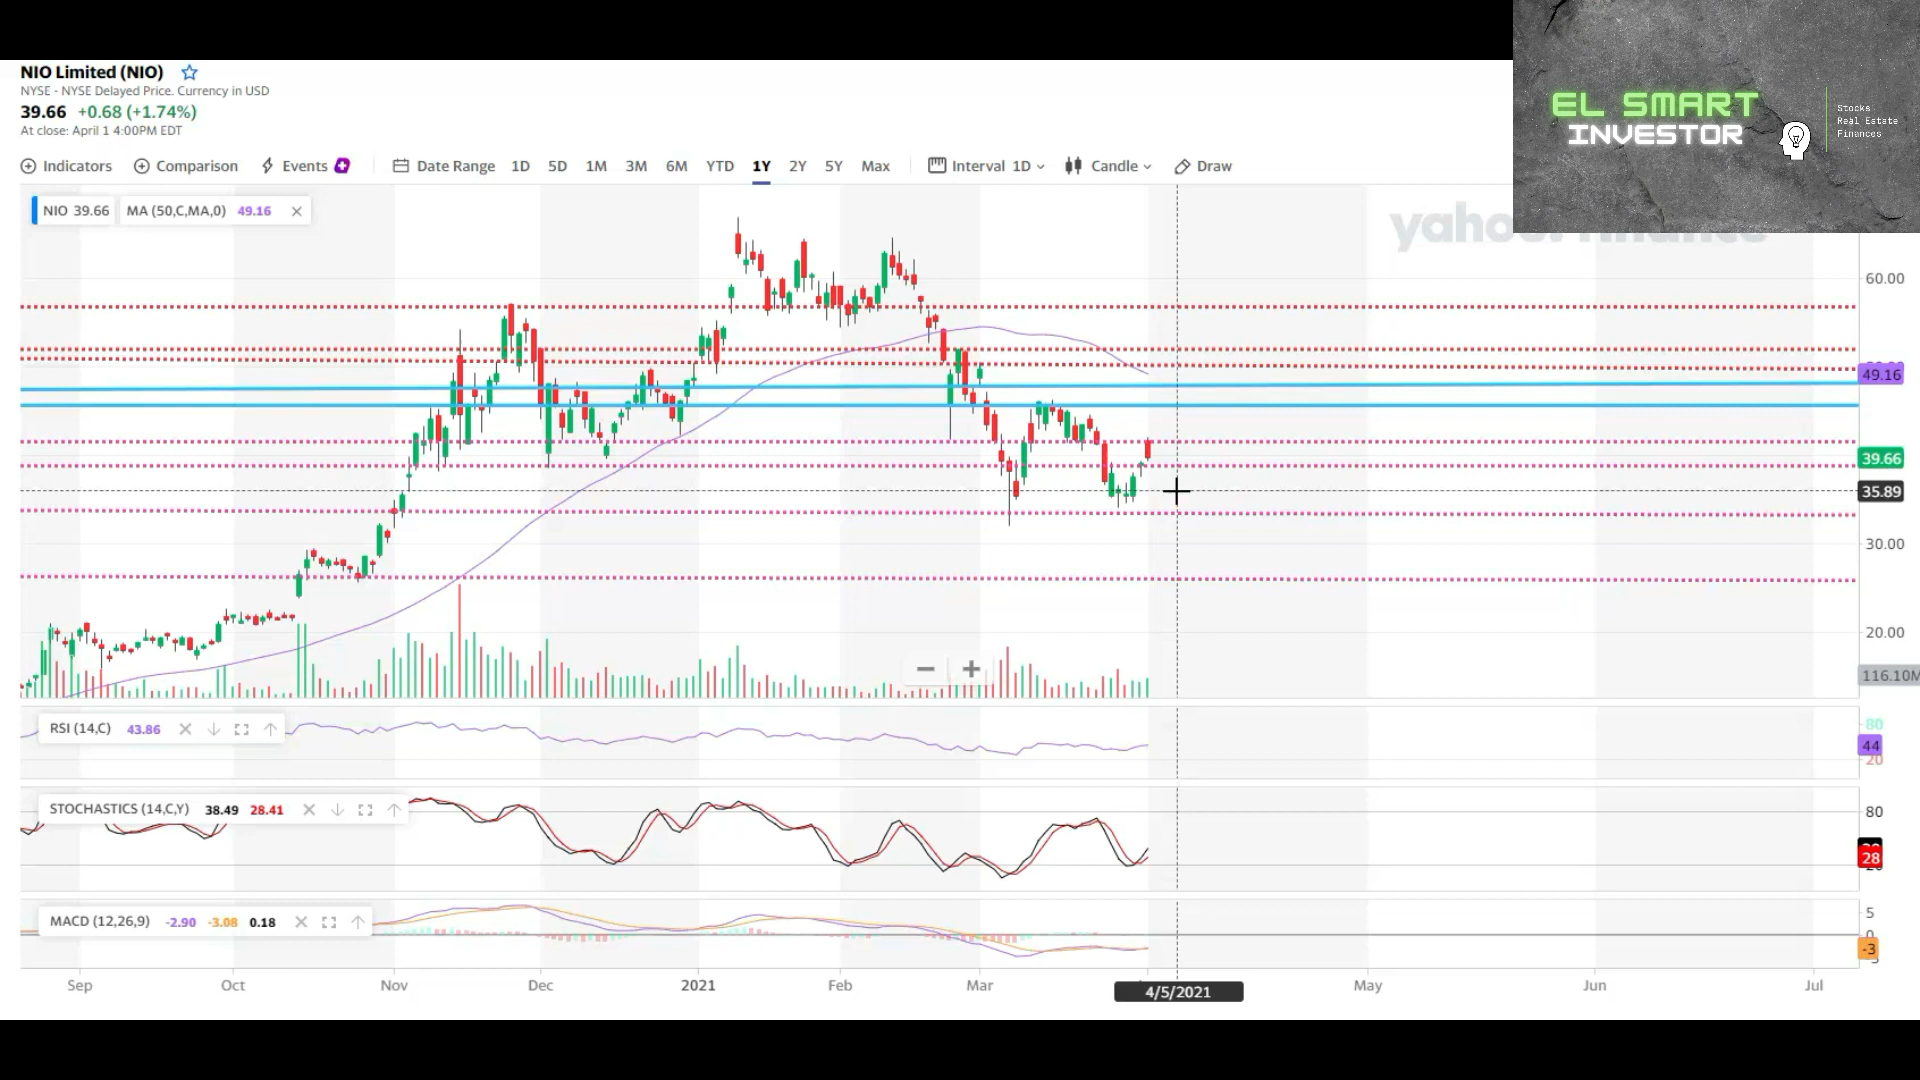 NIO Limited (NIO)
NYSE - NYSE Delayed Price. Currency in USD
39.66 +0.68 (+1.74%)
At close: April 1 4:00PM EDT
EL SMART
INVESTOR
Stocks
Real Estate
Finances
Indicators Comparison Events Date Range 1D 5D 1M 3M 6M YTD 1Y 2Y 5Y Max Interval 1D Candle Draw
NIO 39.66 MA (50,C,MA,0) 49.16
60.00
49.16
39.66
35.89
30.00
20.00
116.10M
RSI (14,C) 43.86
80
44
20
STOCHASTICS (14,C,Y) 38.49 28.41
80
28
MACD (12,26,9) -2.90 -3.08 0.18
5
0
-3
Sep Oct Nov Dec 2021 Feb Mar 4/5/2021 May Jun Jul